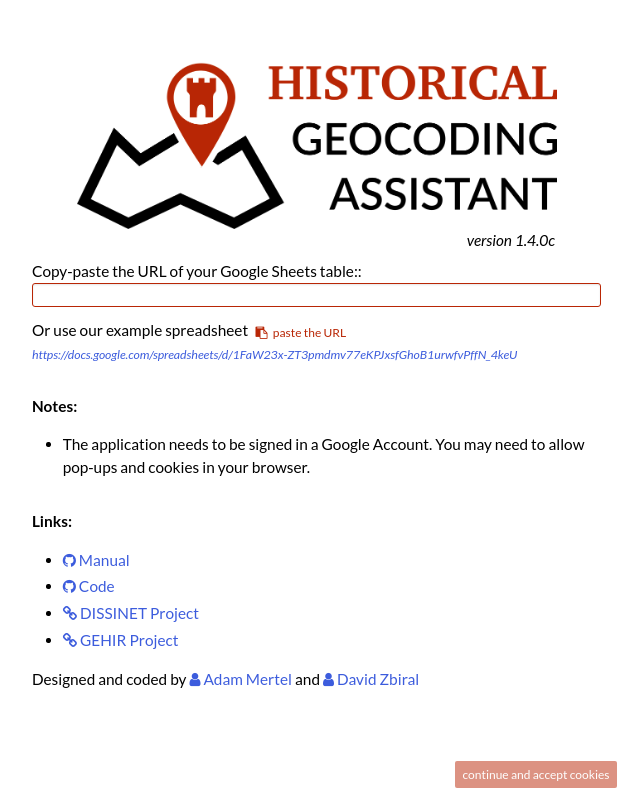 HISTORICAL
GEOCODING
ASSISTANT
version 1.4.0c
Copy-paste the URL of your Google Sheets table::
Or use our example spreadsheet paste the URL
https://docs.google.com/spreadsheets/d/1FaW23x-ZT3pmdmv77eKPJxsfGhoB1urwfvPffN_4keU
Notes:
The application needs to be signed in a Google Account. You may need to allow
pop-ups and cookies in your browser.
Links:
Manual
Code
DISSINET Project
GEHIR Project
Designed and coded by Adam Mertel and David Zbiral
continue and accept cookies